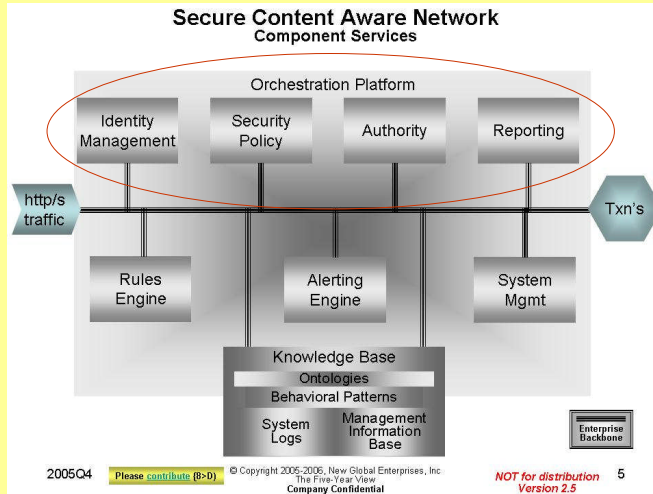 Secure Content Aware Network
Component Services
Orchestration Platform
Identity
Management
Security
Policy
Authority
Reporting
http/s
traffic
Txn's
Rules
Engine
Alerting
Engine
System
Mgmt
Knowledge Base
Ontologies
Behavioral Patterns
System
Logs
Management
Information
Base
Enterprise
Backbone
2005Q4
Please contribute (B>D)
© Copyright 2005-2006, New Global Enterprises, Inc
The Five-Year View
Company Confidential
NOT for distribution
Version 2.5
5